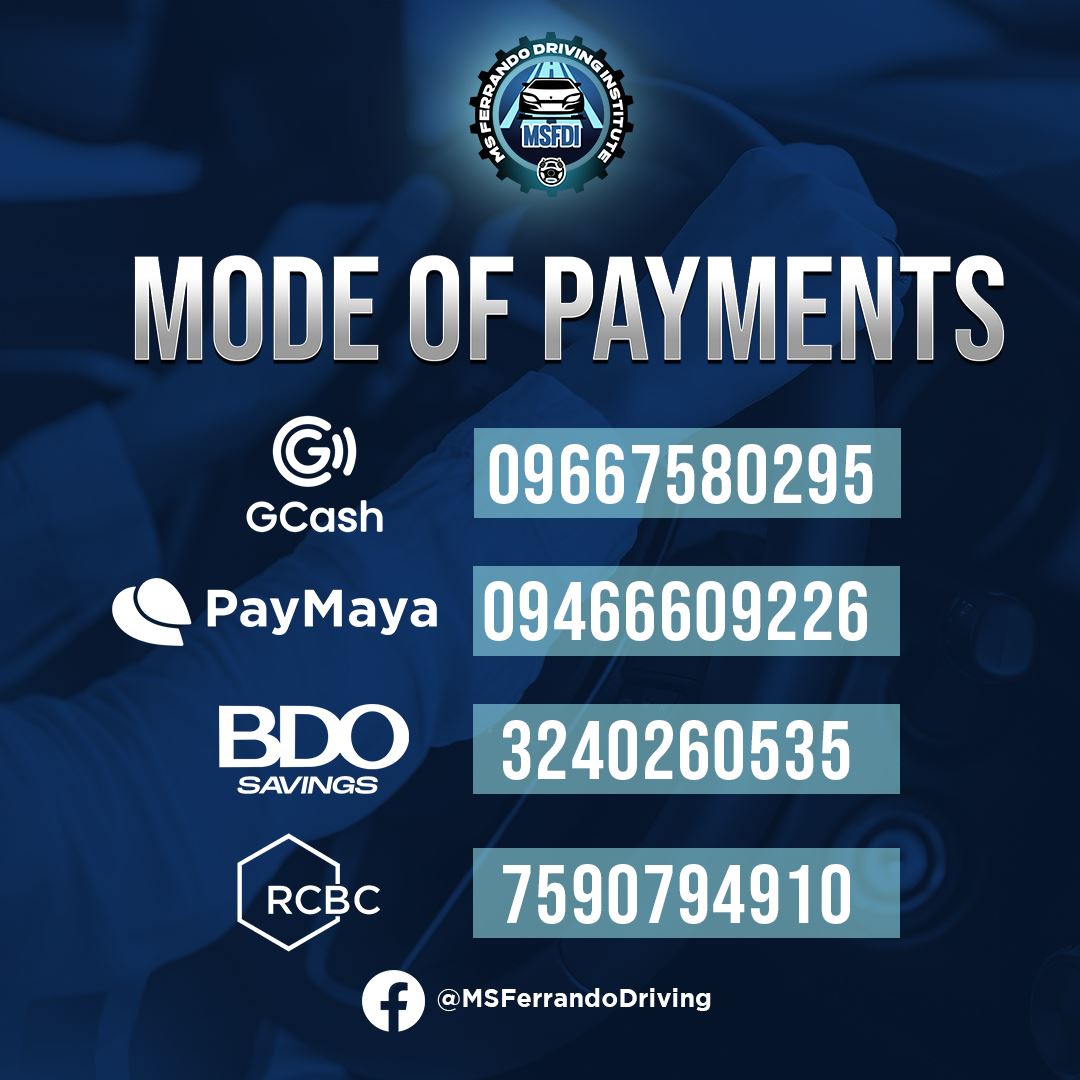 MS FERRANDO DRIVING INSTITUTE
MSFDI
MODE OF PAYMENTS
GCash
09667580295
PayMaya
09466609226
BDO
SAVINGS
3240260535
RCBC
7590794910
@MSFerrandoDriving